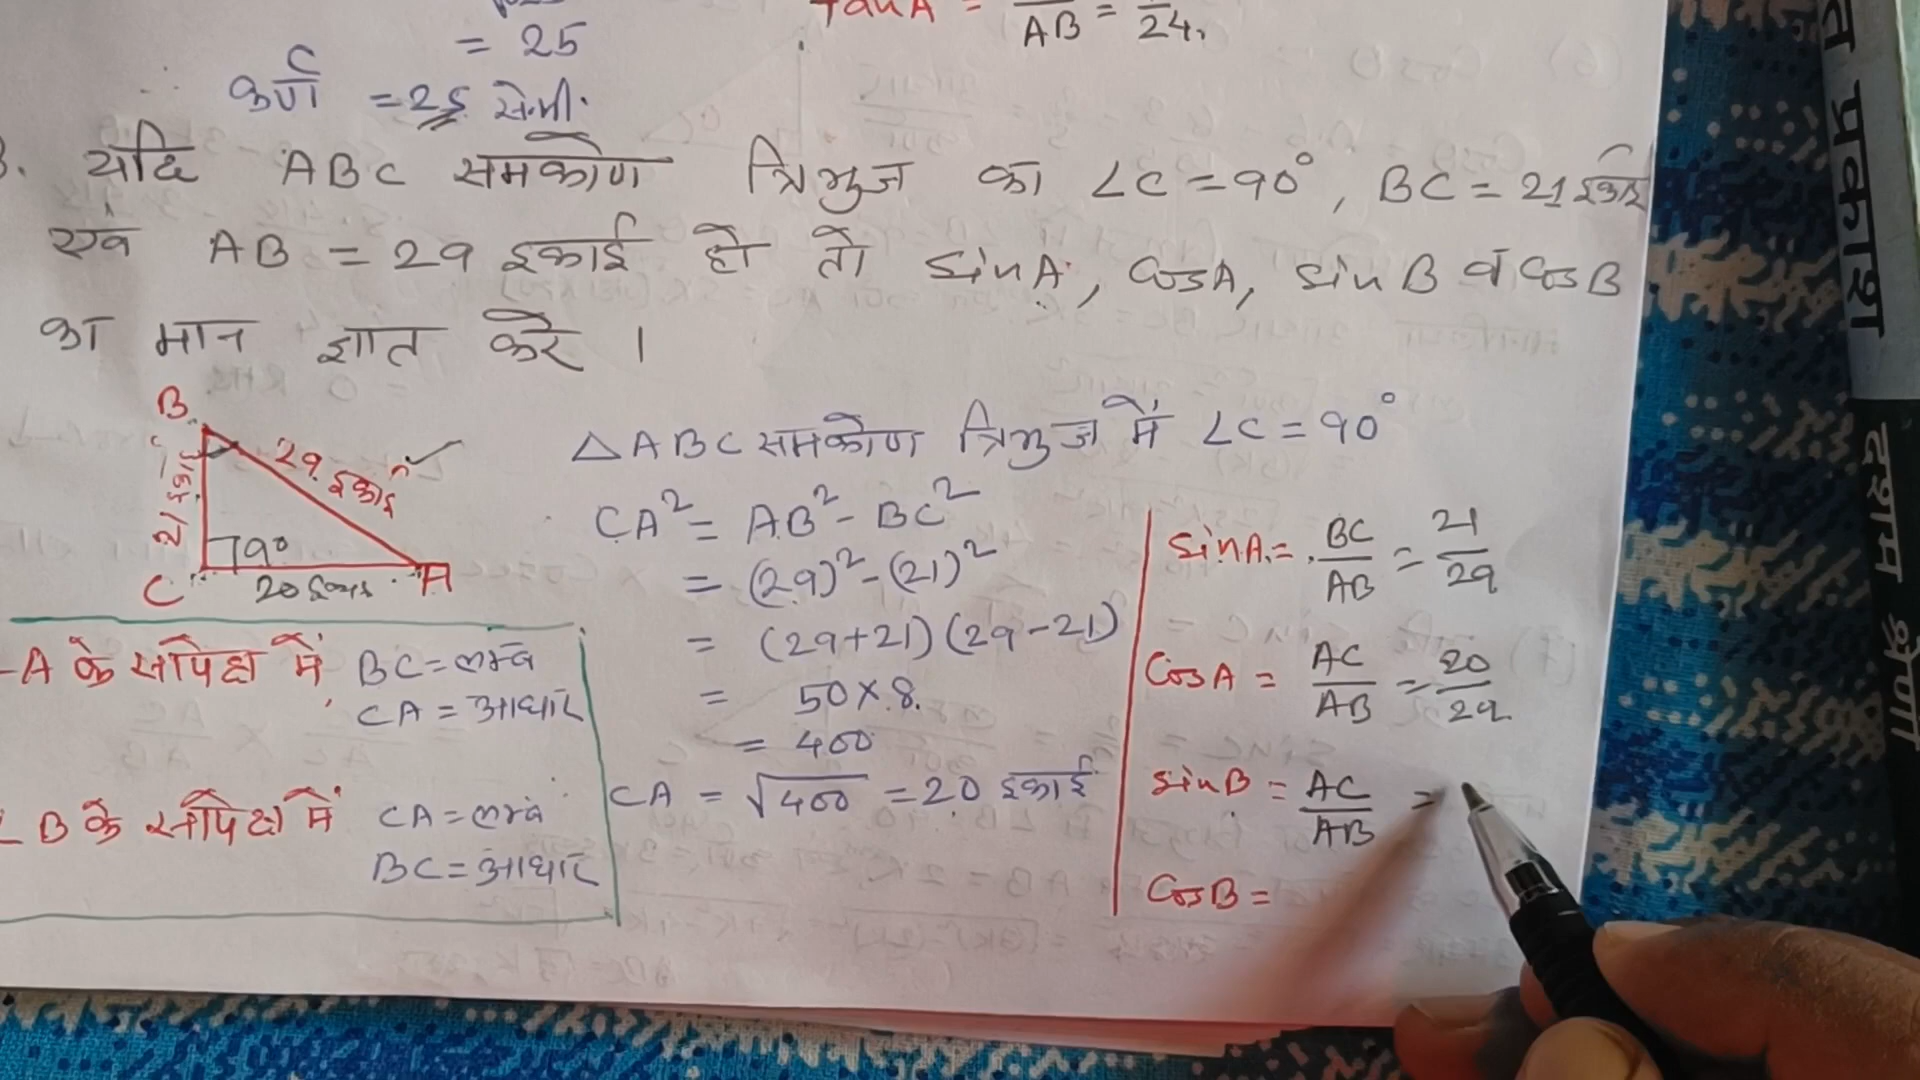 = 25
tanA = AB = 24.
कर्ण = 25 से.मी.
3. यदि ABC समकोण त्रिभुज का ∠C = 90°, BC = 21 इकाई
एवं AB = 29 इकाई हो तो sinA, cosA, sinB व cosB
का मान ज्ञात करे ।
B
29 इकाई
21 इकाई
90
C 20 इकाई A
△ABC समकोण त्रिभुज में ∠C = 90°
CA² = AB² - BC²
= (29)² - (21)²
= (29+21) (29-21)
= 50 × 8.
= 400
CA = √400 = 20 इकाई
-A के सापेक्ष में BC = लम्ब
CA = आधार
∠B के सापेक्ष में CA = लम्ब
BC = आधार
sinA = BC/AB = 21/29
cosA = AC/AB = 20/29
sinB = AC/AB =
cosB =
त प्रकाश
दशम श्रेणी